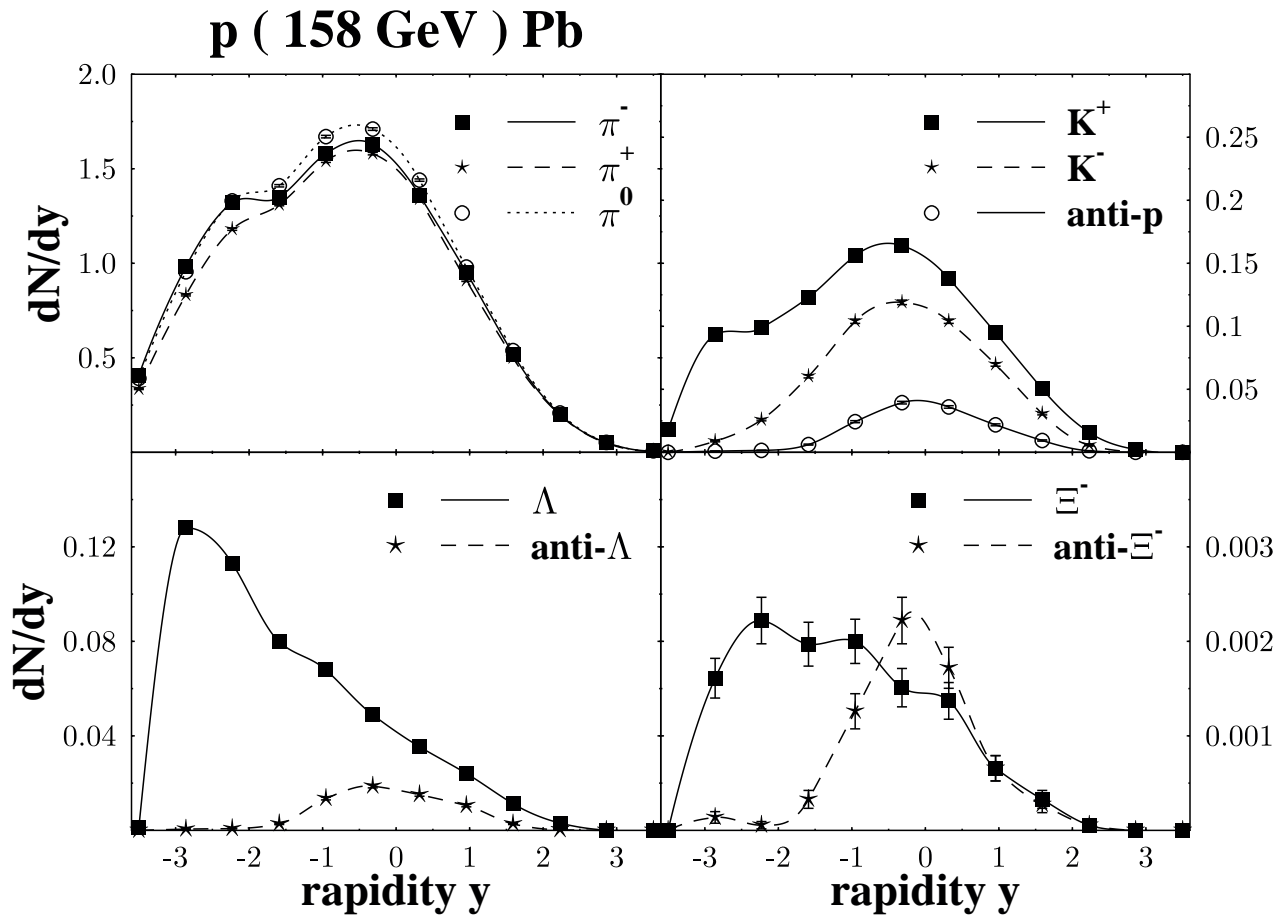 p ( 158 GeV ) Pb
2.0
1.5
1.0
0.5
dN/dy
π⁻
π⁺
π⁰
K⁺
K⁻
anti-p
0.25
0.2
0.15
0.1
0.05
0.12
0.08
0.04
dN/dy
Λ
anti-Λ
Ξ⁻
anti-Ξ⁻
0.003
0.002
0.001
-3 -2 -1 0 1 2 3
-3 -2 -1 0 1 2 3
rapidity y
rapidity y